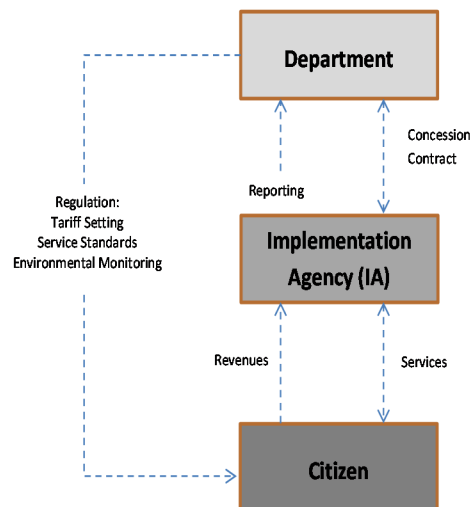 Department
Concession
Contract
Reporting
Regulation:
Tariff Setting
Service Standards
Environmental Monitoring
Implementation
Agency (IA)
Revenues
Services
Citizen